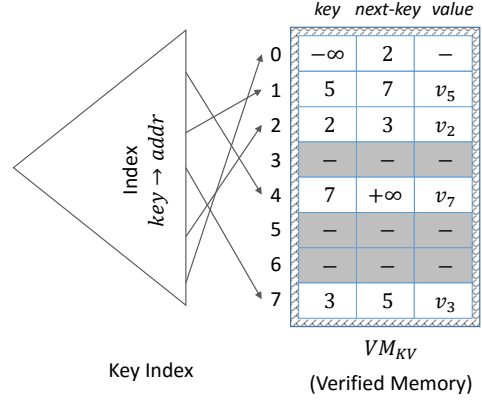 key next-key value
0 −∞ 2 −
1 5 7 v₅
2 2 3 v₂
3 − − −
4 7 +∞ v₇
5 − − −
6 − − −
7 3 5 v₃
Index
key → addr
Key Index
VM_KV
(Verified Memory)